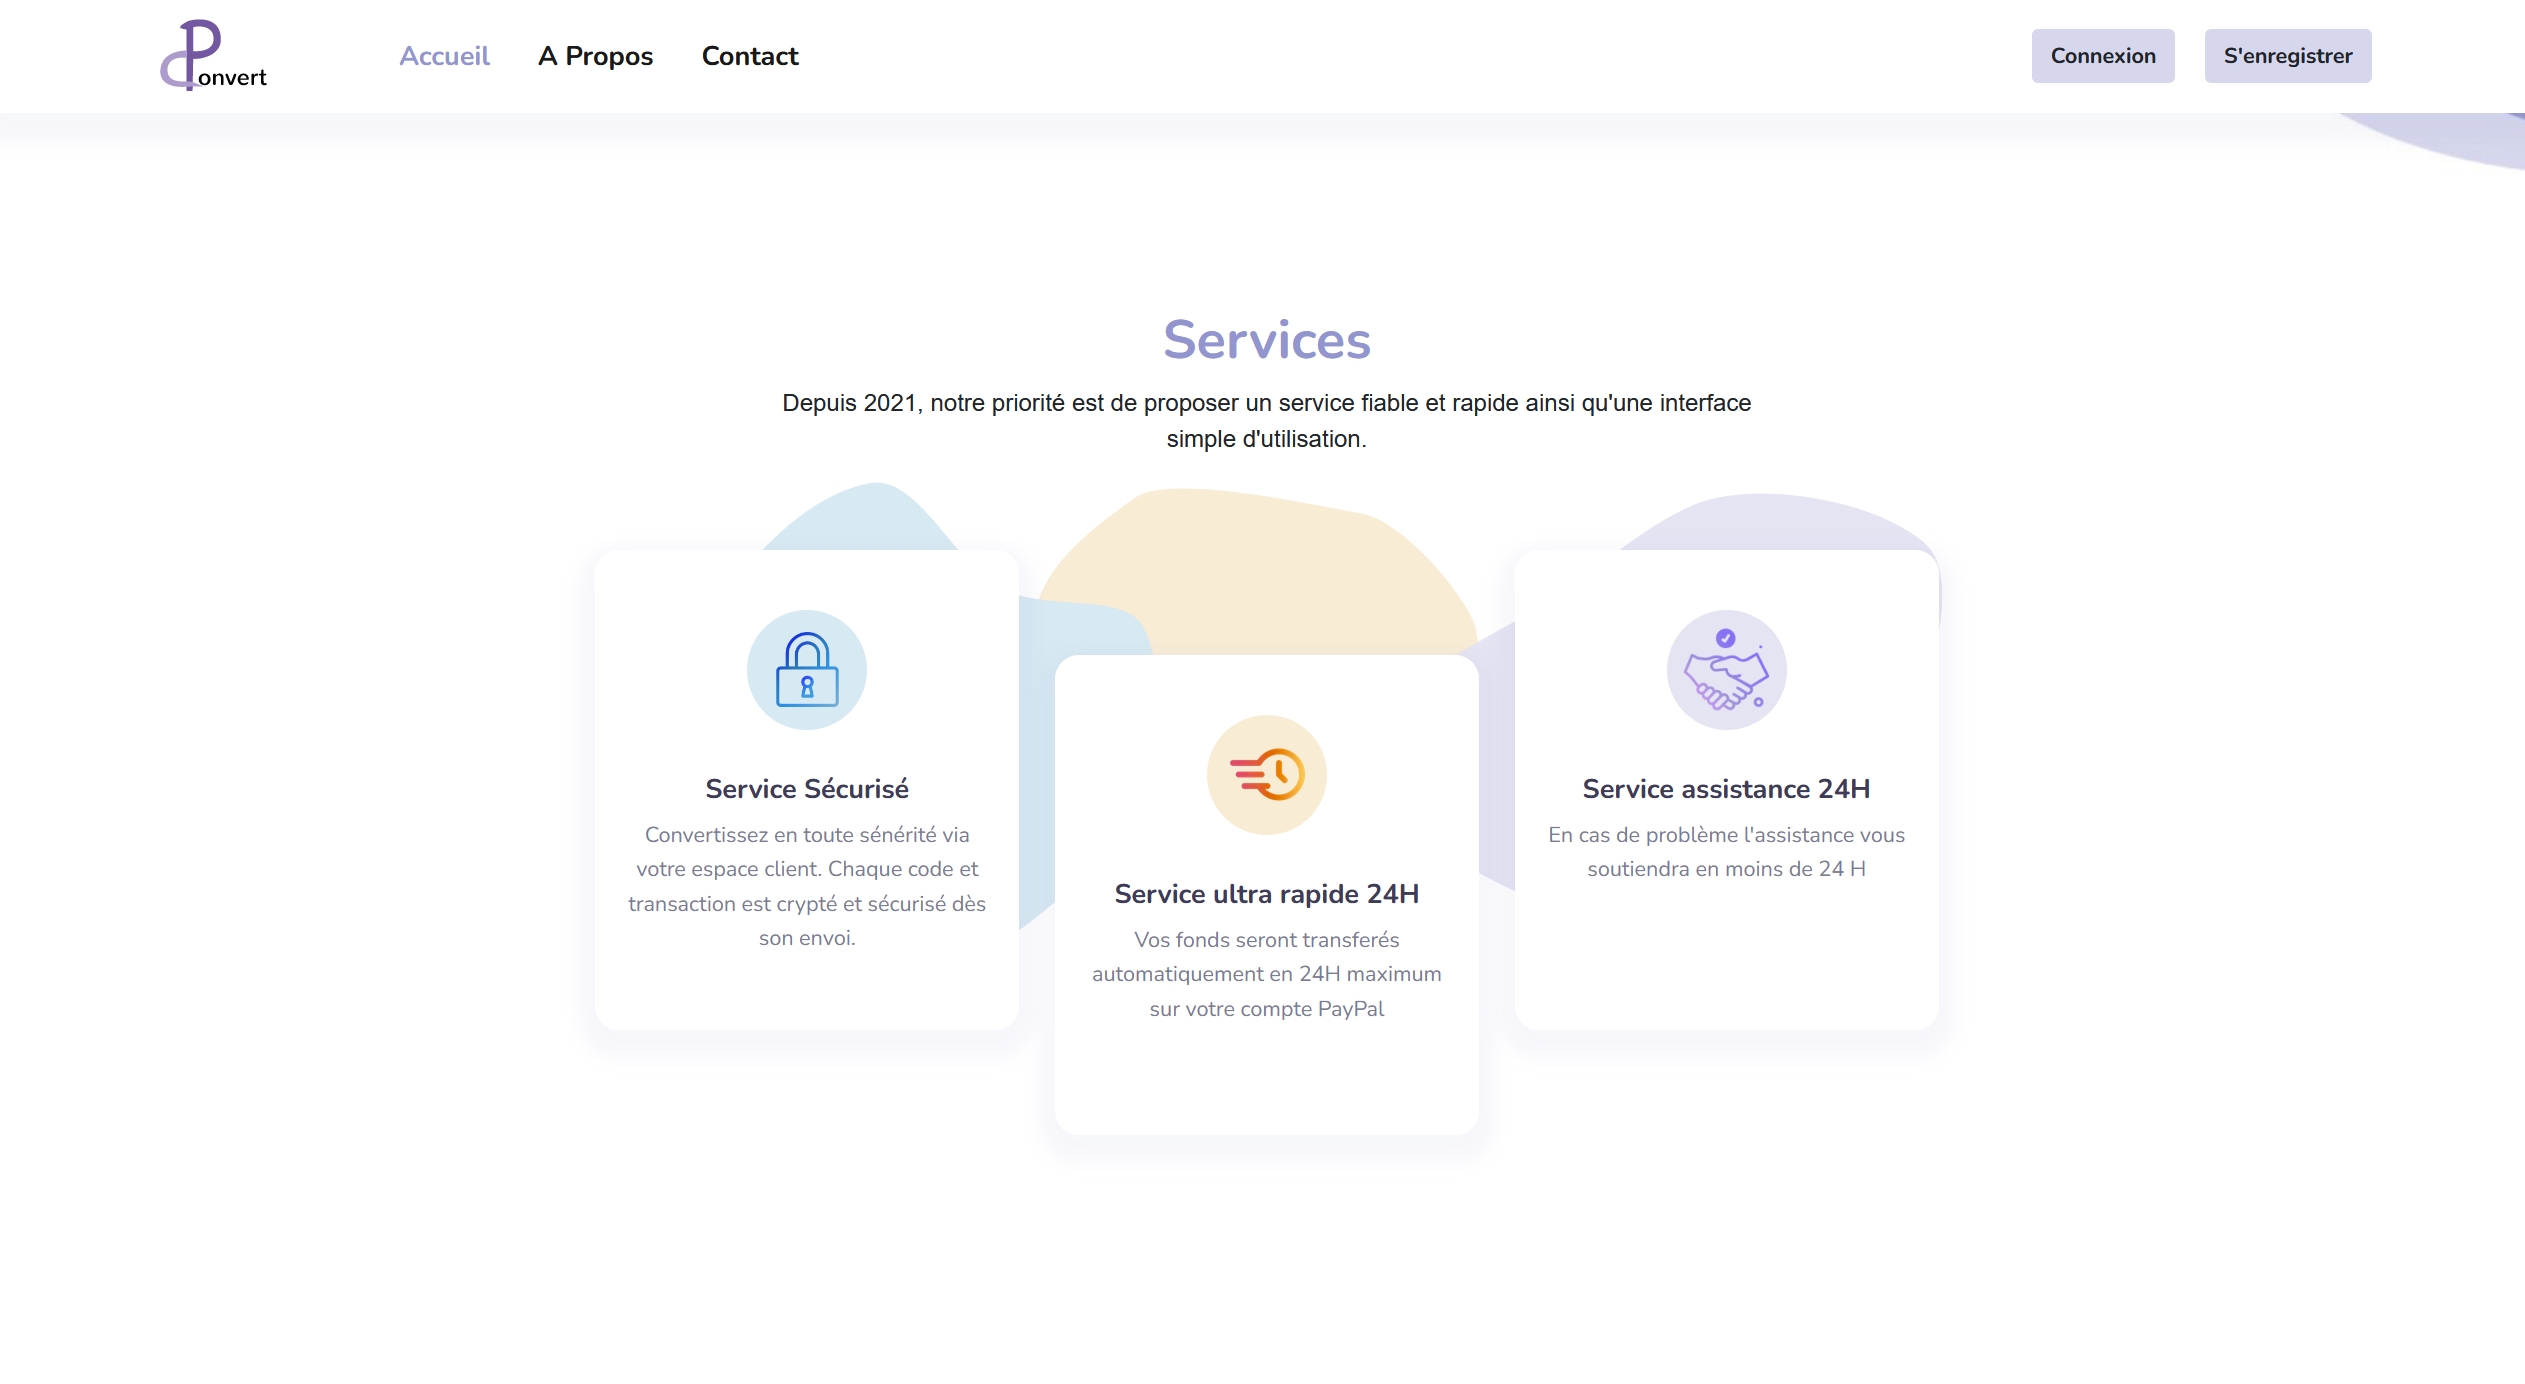 Pconvert
Accueil
A Propos
Contact
Connexion
S'enregistrer
Services
Depuis 2021, notre priorité est de proposer un service fiable et rapide ainsi qu'une interface
simple d'utilisation.
Service Sécurisé
Convertissez en toute sénérité via
votre espace client. Chaque code et
transaction est crypté et sécurisé dès
son envoi.
Service ultra rapide 24H
Vos fonds seront transferés
automatiquement en 24H maximum
sur votre compte PayPal
Service assistance 24H
En cas de problème l'assistance vous
soutiendra en moins de 24 H